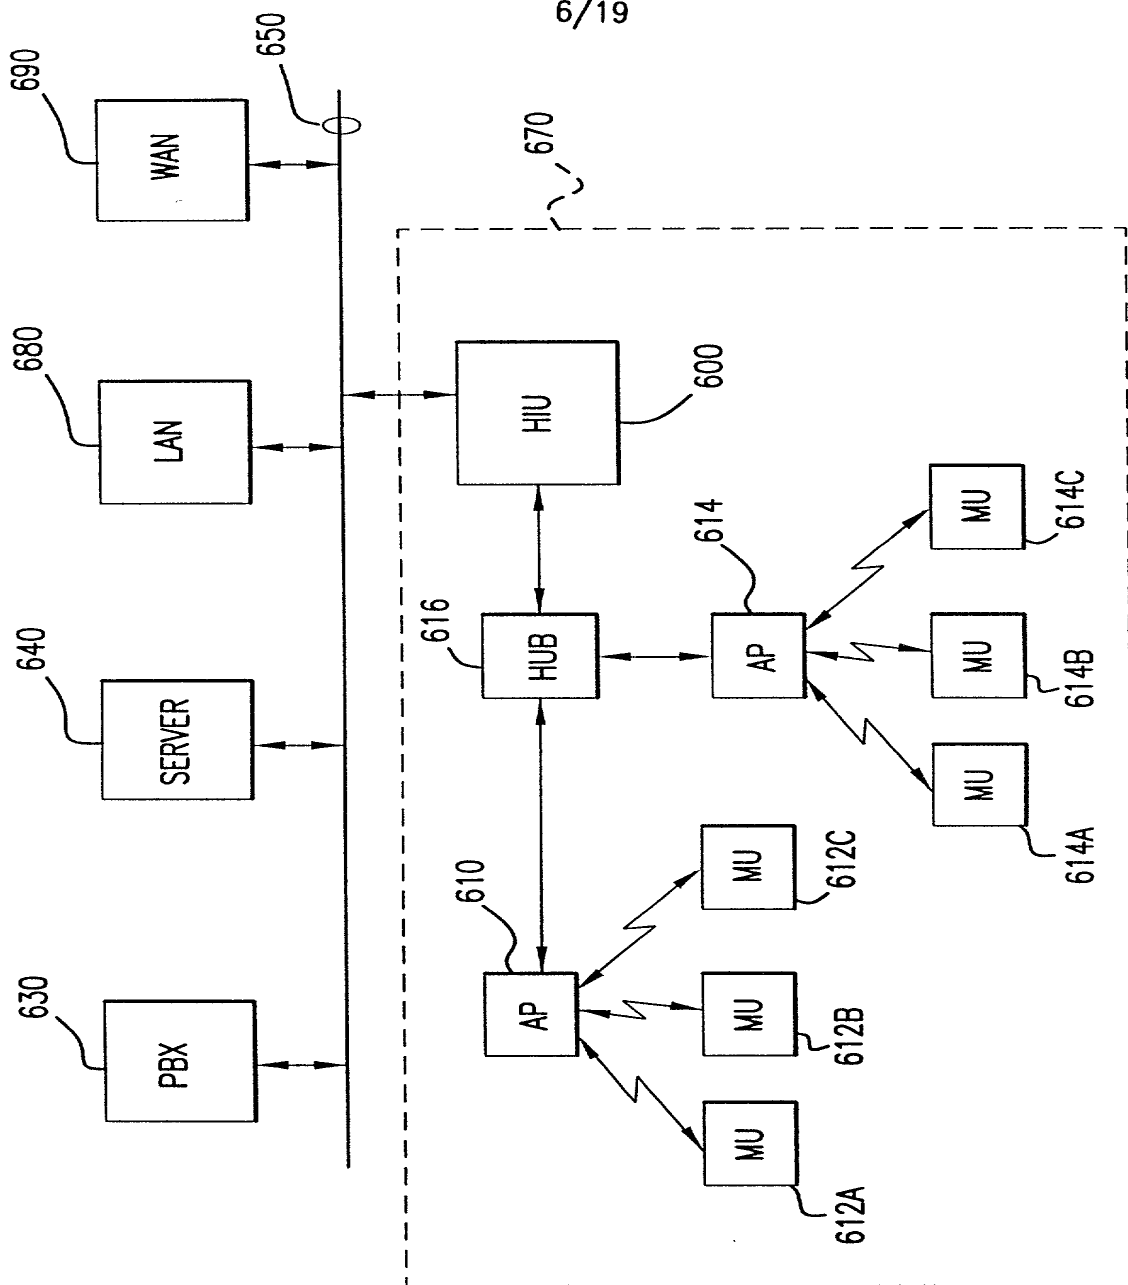 6/19
630
640
680
690
650
PBX
SERVER
LAN
WAN
670
610
616
AP
HUB
HIU
600
614
612A
612B
612C
MU
MU
MU
AP
614A
614B
614C
MU
MU
MU